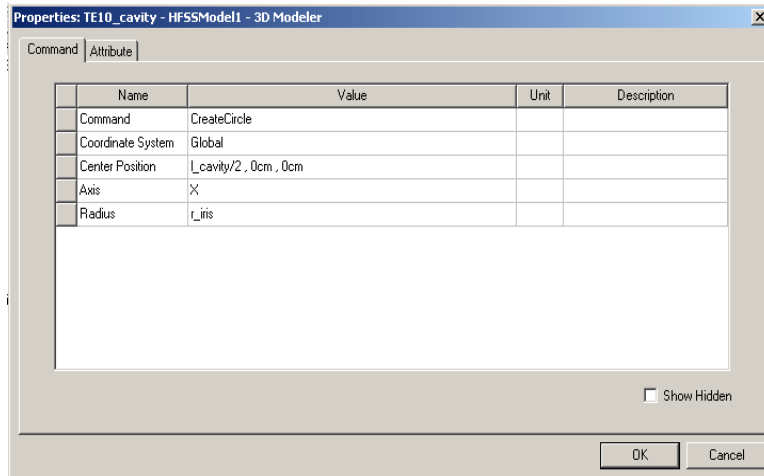 Properties: TE10_cavity - HFSSModel1 - 3D Modeler
Command Attribute
Name Value Unit Description
Command CreateCircle
Coordinate System Global
Center Position l_cavity/2 , 0cm , 0cm
Axis X
Radius r_iris
Show Hidden
OK Cancel